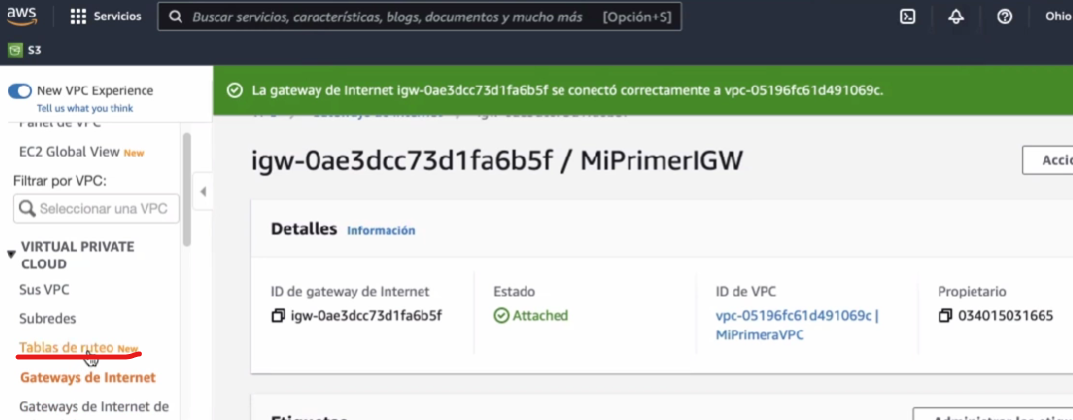 aws
Servicios
Buscar servicios, características, blogs, documentos y mucho más [Opción+S]
Ohio
S3
New VPC Experience
Tell us what you think
La gateway de Internet igw-0ae3dcc73d1fa6b5f se conectó correctamente a vpc-05196fc61d491069c.
Panel de VPC
EC2 Global View New
Filtrar por VPC:
Seleccionar una VPC
VIRTUAL PRIVATE
CLOUD
Sus VPC
Subredes
Tablas de ruteo New
Gateways de Internet
Gateways de Internet de
igw-0ae3dcc73d1fa6b5f / MiPrimerIGW
Accio
Detalles Información
ID de gateway de Internet
igw-0ae3dcc73d1fa6b5f
Estado
Attached
ID de VPC
vpc-05196fc61d491069c |
MiPrimeraVPC
Propietario
034015031665
Etiquetas